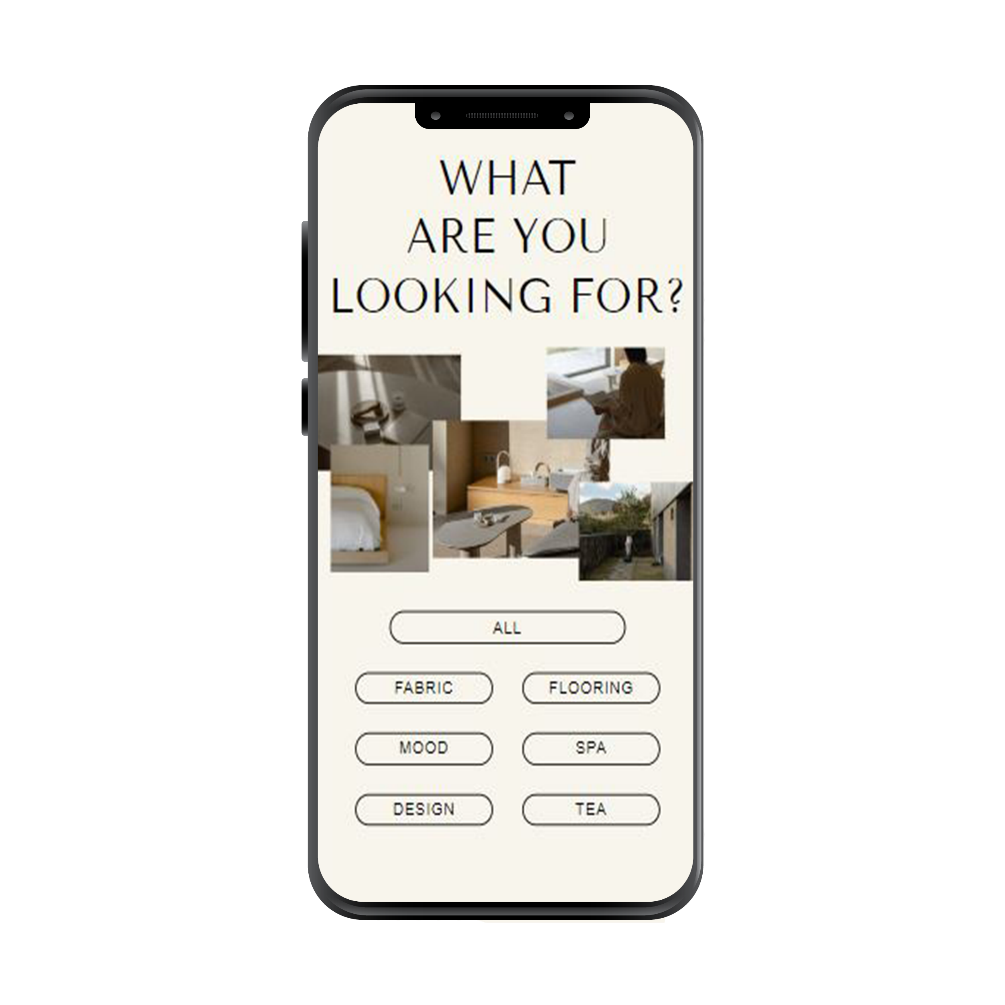 WHAT
ARE YOU
LOOKING FOR?
ALL
FABRIC FLOORING
MOOD SPA
DESIGN TEA